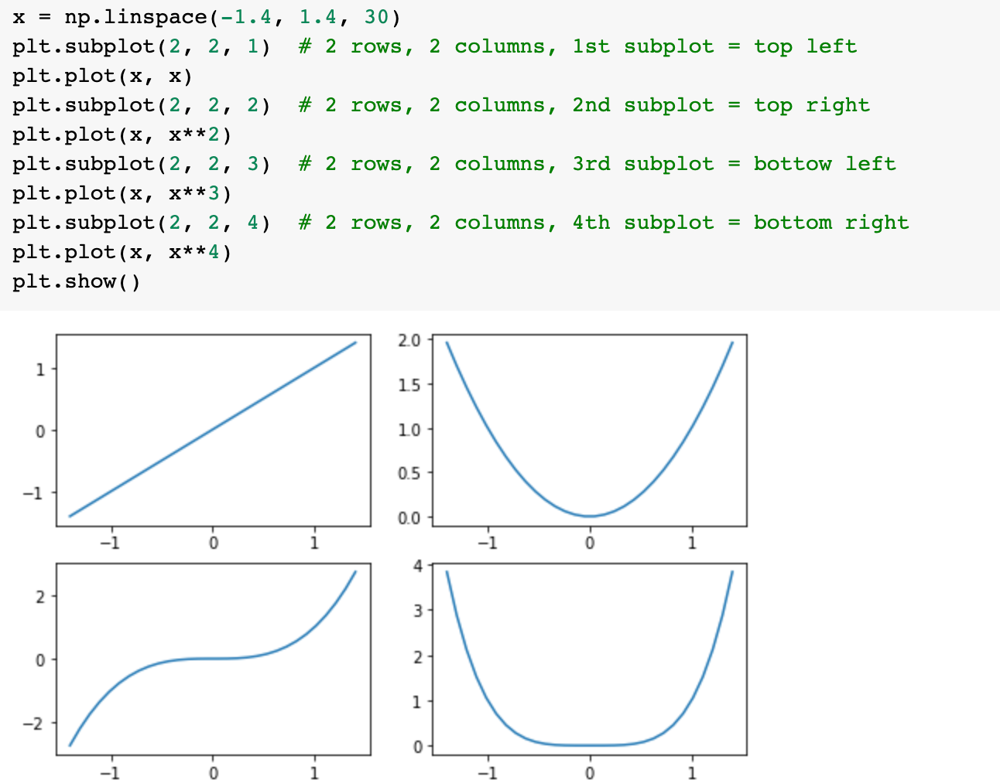 x = np.linspace(-1.4, 1.4, 30)
plt.subplot(2, 2, 1)  # 2 rows, 2 columns, 1st subplot = top left
plt.plot(x, x)
plt.subplot(2, 2, 2)  # 2 rows, 2 columns, 2nd subplot = top right
plt.plot(x, x**2)
plt.subplot(2, 2, 3)  # 2 rows, 2 columns, 3rd subplot = bottow left
plt.plot(x, x**3)
plt.subplot(2, 2, 4)  # 2 rows, 2 columns, 4th subplot = bottom right
plt.plot(x, x**4)
plt.show()
1
0
−1
−1 0 1
2.0
1.5
1.0
0.5
0.0
−1 0 1
2
0
−2
−1 0 1
4
3
2
1
0
−1 0 1